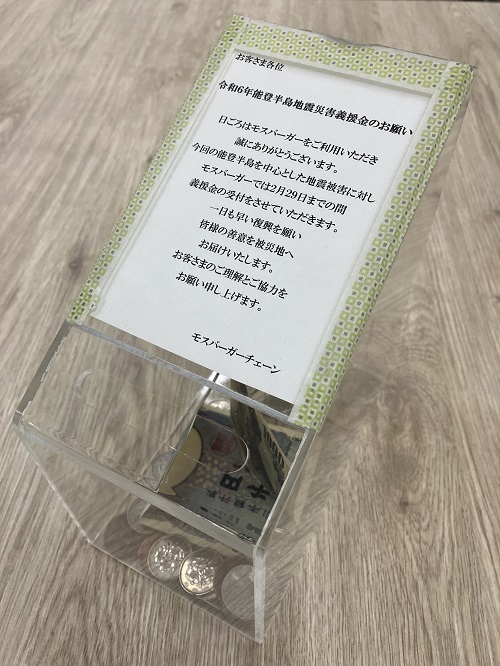 お客さま各位
令和6年能登半島地震災害義援金のお願い
日ごろはモスバーガーをご利用いただき
誠にありがとうございます。
今回の能登半島を中心とした地震被害に対し
モスバーガーでは2月29日までの間
義援金の受付をさせていただきます。
一日も早い復興を願い
皆様の善意を被災地へ
お届けいたします。
お客さまのご理解とご協力を
お願い申し上げます。
モスバーガーチェーン